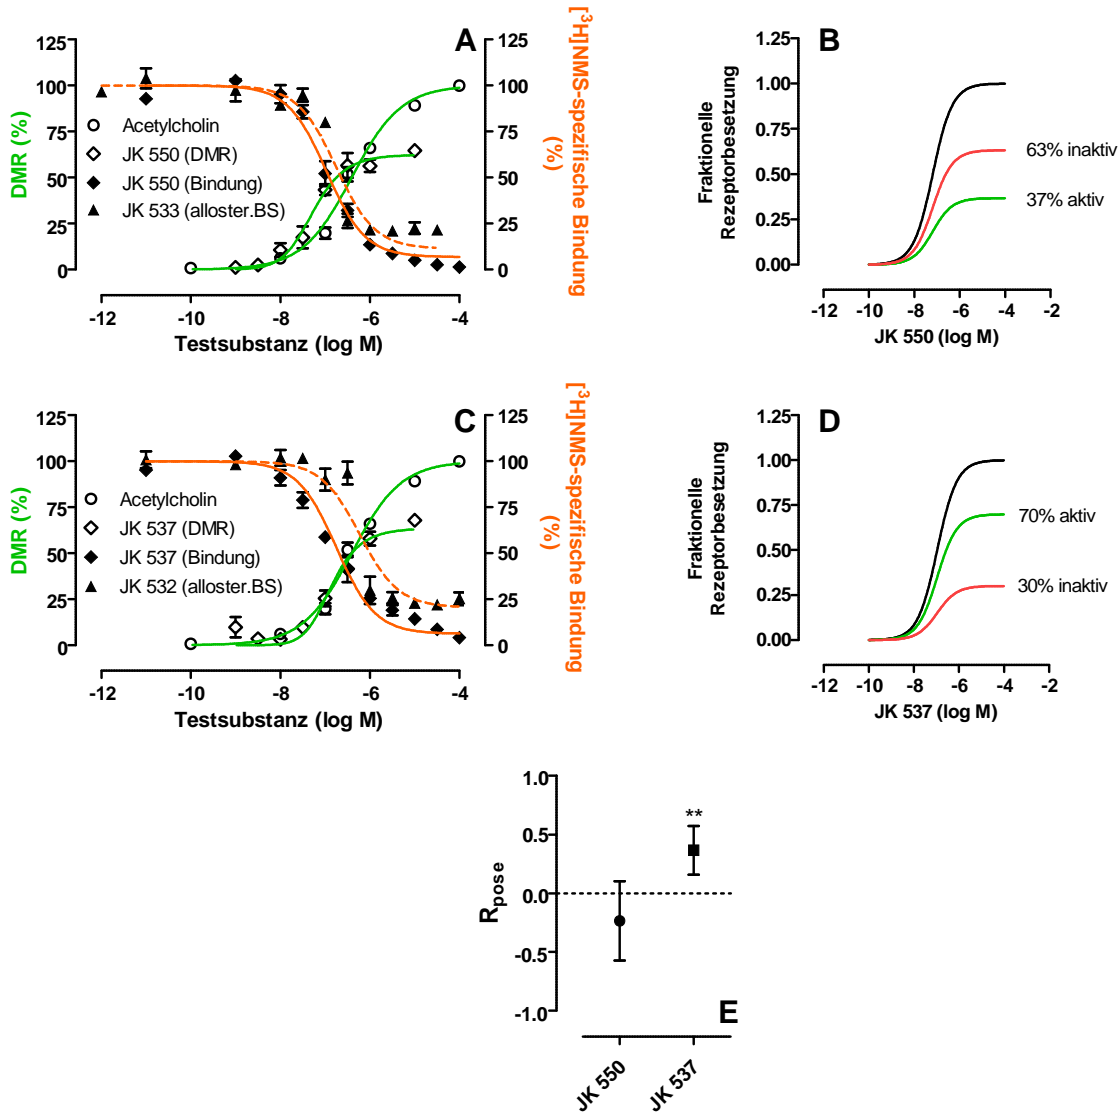 A
125
100
75
50
25
0
DMR (%)
Acetylcholin
JK 550 (DMR)
JK 550 (Bindung)
JK 533 (alloster.BS)
125
100
75
50
25
0
[³H]NMS-spezifische Bindung
(%)
-12 -10 -8 -6 -4
Testsubstanz (log M)
B
1.25
1.00
0.75
0.50
0.25
0.00
Fraktionelle
Rezeptorbesetzung
63% inaktiv
37% aktiv
-12 -10 -8 -6 -4 -2
JK 550 (log M)
C
125
100
75
50
25
0
DMR (%)
Acetylcholin
JK 537 (DMR)
JK 537 (Bindung)
JK 532 (alloster.BS)
125
100
75
50
25
0
[³H]NMS-spezifische Bindung
(%)
-12 -10 -8 -6 -4
Testsubstanz (log M)
D
1.25
1.00
0.75
0.50
0.25
0.00
Fraktionelle
Rezeptorbesetzung
70% aktiv
30% inaktiv
-12 -10 -8 -6 -4 -2
JK 537 (log M)
1.0
0.5
0.0
-0.5
-1.0
Rpose
**
E
JK 550
JK 537